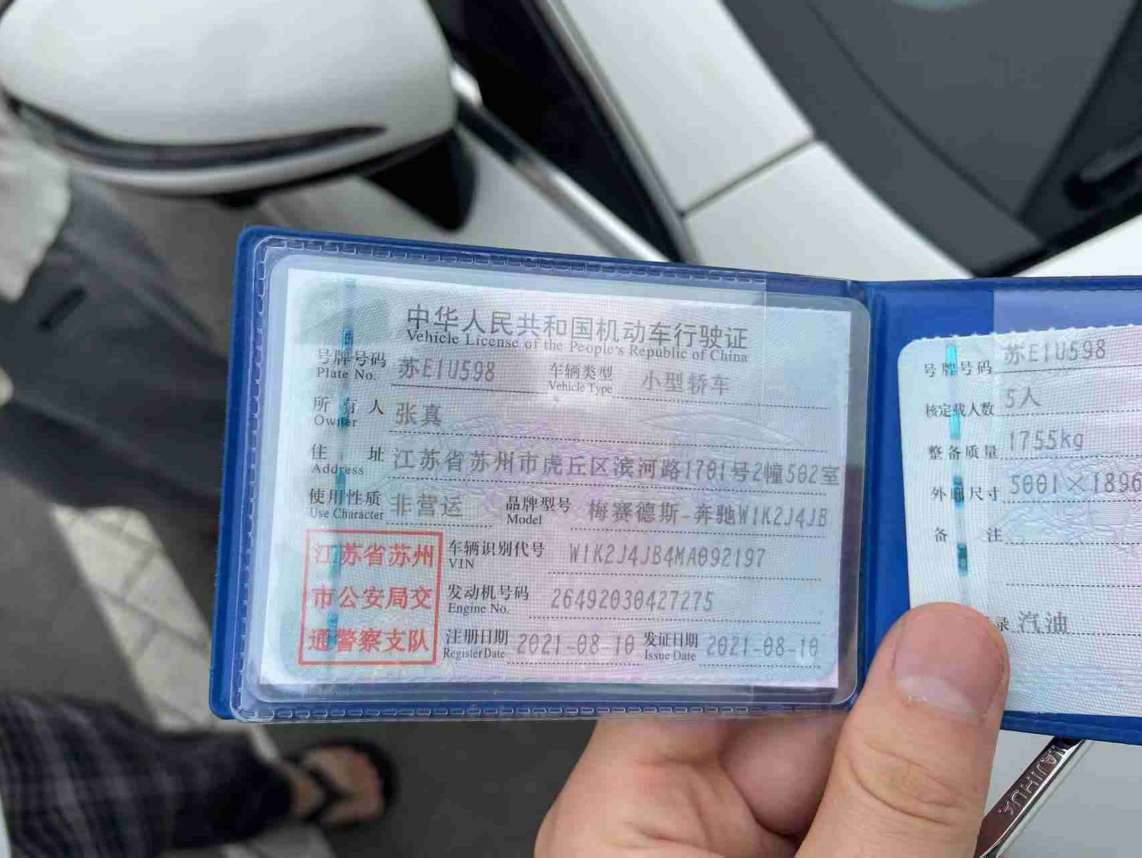 中华人民共和国机动车行驶证
Vehicle License of the People's Republic of China
号牌号码 苏E1U598 车辆类型 小型轿车
Plate No. Vehicle Type
所有人 张真
Owner
住址 江苏省苏州市虎丘区滨河路1701号2幢502室
Address
使用性质 非营运 品牌型号 梅赛德斯-奔驰W1K2J4JB
Use Character Model
江苏省苏州
市公安局交
通警察支队
车辆识别代号 W1K2J4JB4MA092197
VIN
发动机号码 26492030427275
Engine No.
注册日期 2021-08-10 发证日期 2021-08-10
Register Date Issue Date
号牌号码 苏E1U598
核定载人数 5人
整备质量 1755kg
外廓尺寸 5001×1896
备注
录 汽油
NAJIHUA